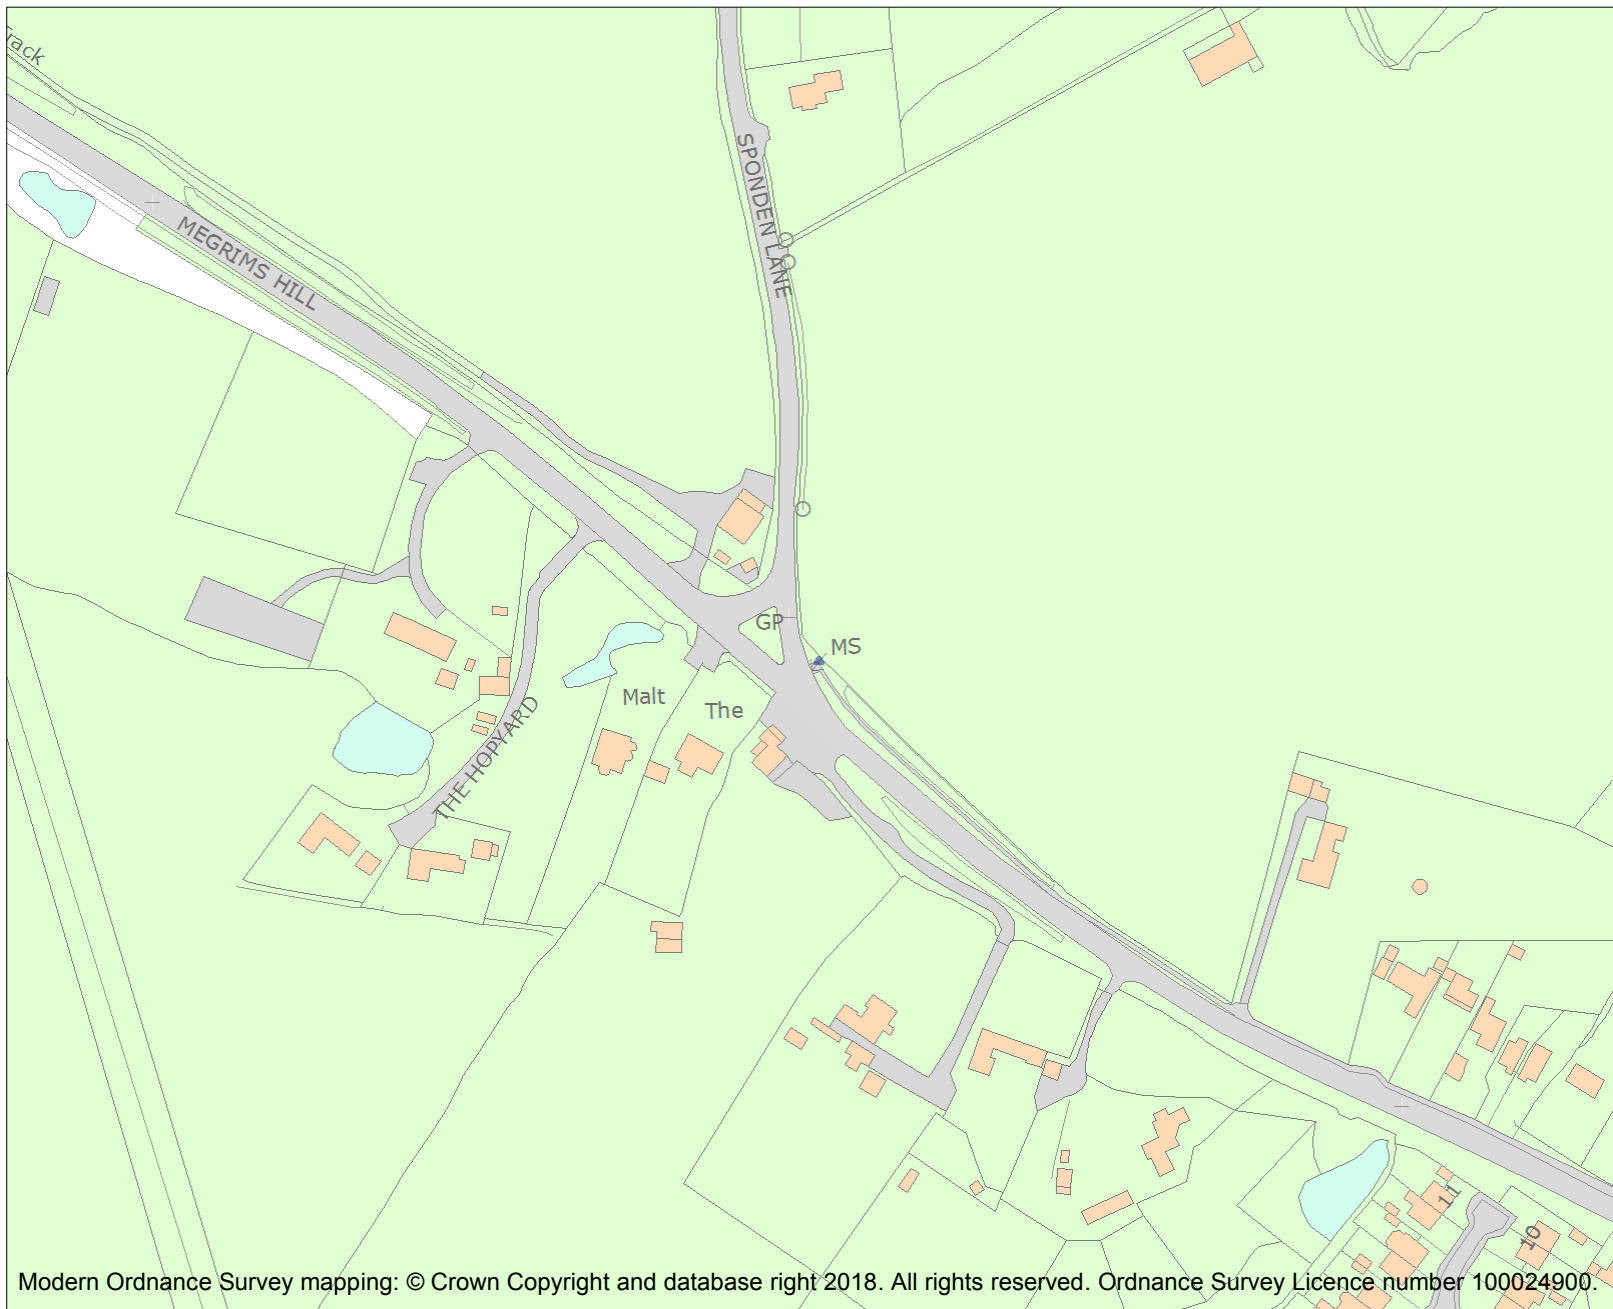 rack
SPONDEN LANE
MEGRIMS HILL
GP
MS
Malt
The
THE HOPYARD
11
10
Modern Ordnance Survey mapping: © Crown Copyright and database right 2018. All rights reserved. Ordnance Survey Licence number 100024900.